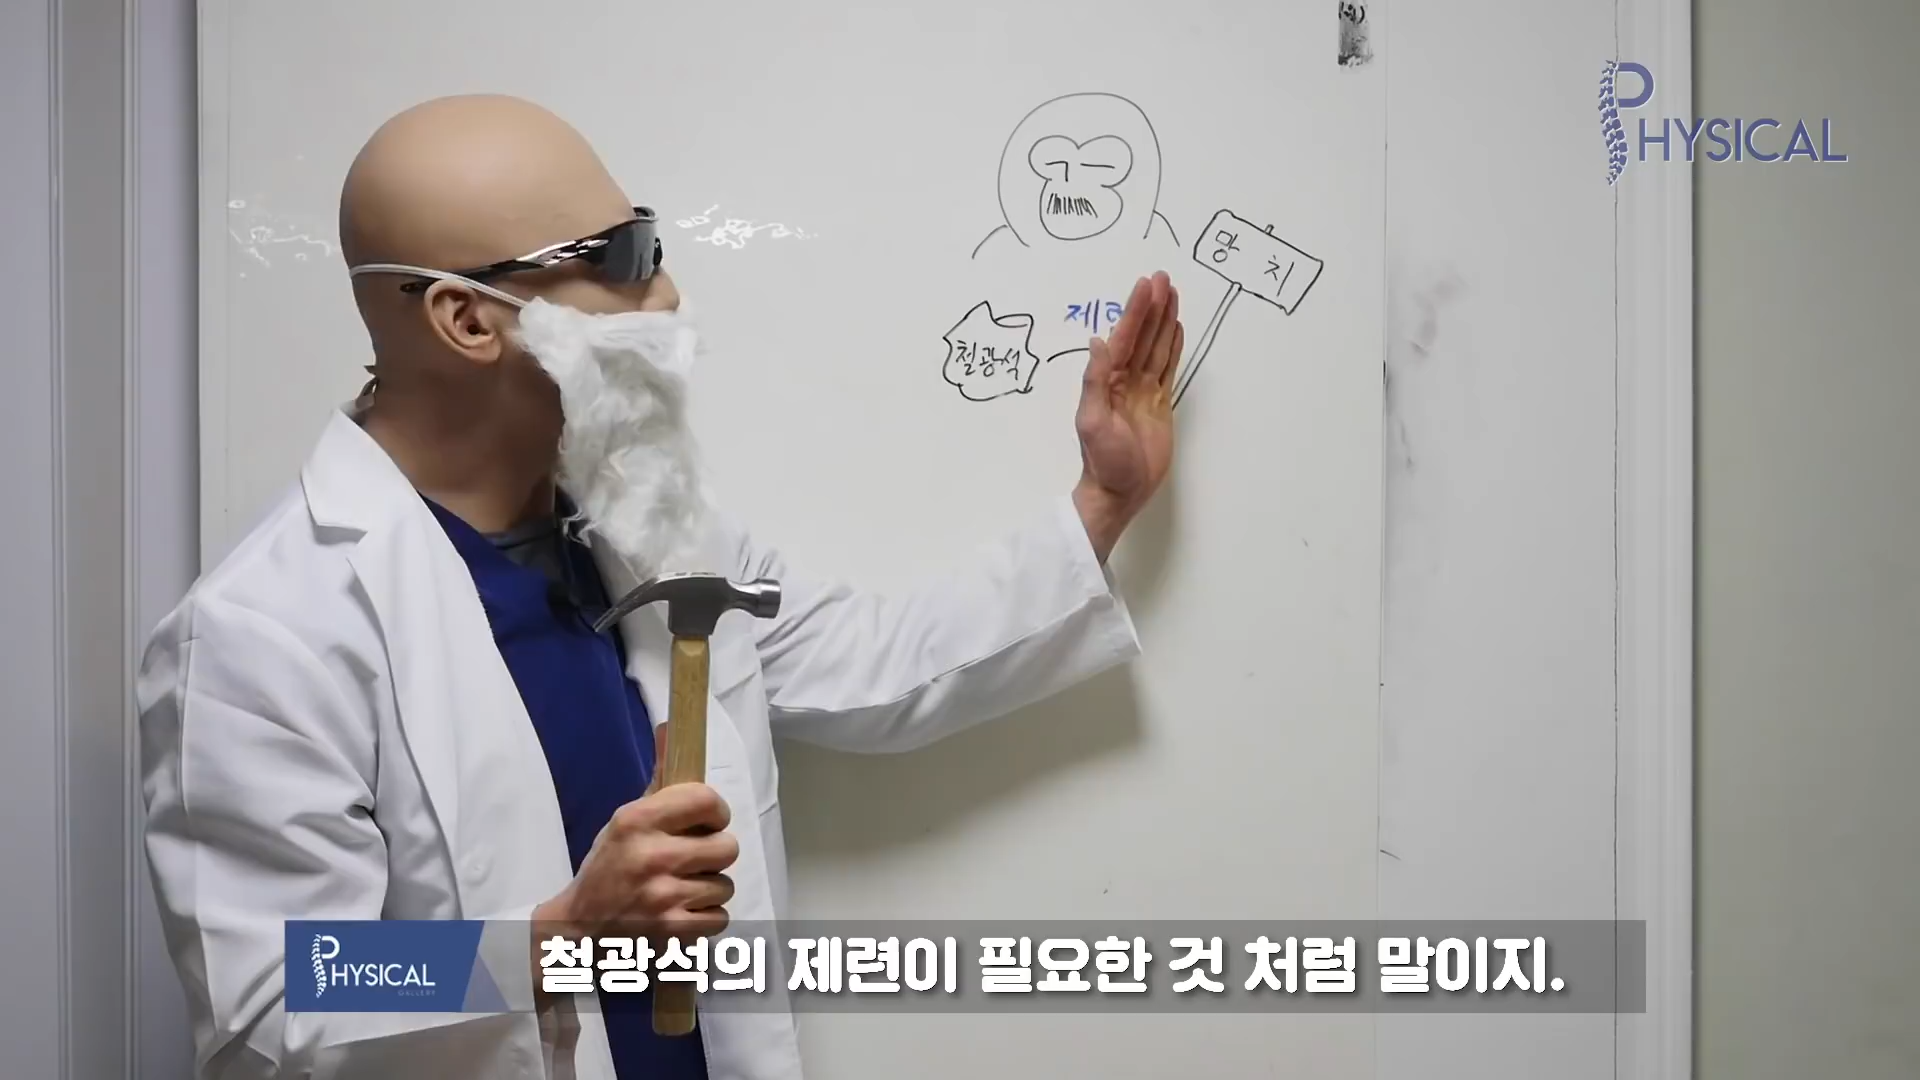 PHYSICAL
망치
제
철광석
PHYSICAL
GALLERY
철광석의 제련이 필요한 것 처럼 말이지.